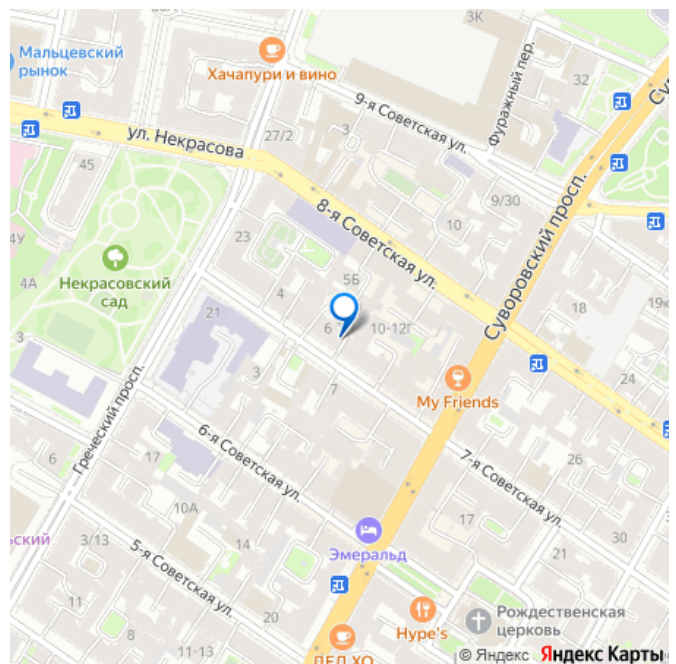 3К
Мальцевский
рынок
Хачапури и вино
32
Фуражный пер.
9-я Советская ул.
27/2
3
ул. Некрасова
45
9/30
8-я Советская ул.
10
23
4У
Некрасовский
сад
4А
5Б
4
Суворовский просп.
18
19к
21
6
10-12Г
3
3
7
My Friends
24
Греческий просп.
6-я Советская ул.
7-я Советская ул.
6
17
26
10А
17
3/13
5-я Советская ул.
14
Эмеральд
21
30
11
8
20
Hype's
Рождественская
церковь
11-13
© Яндекс Яндекс Карты